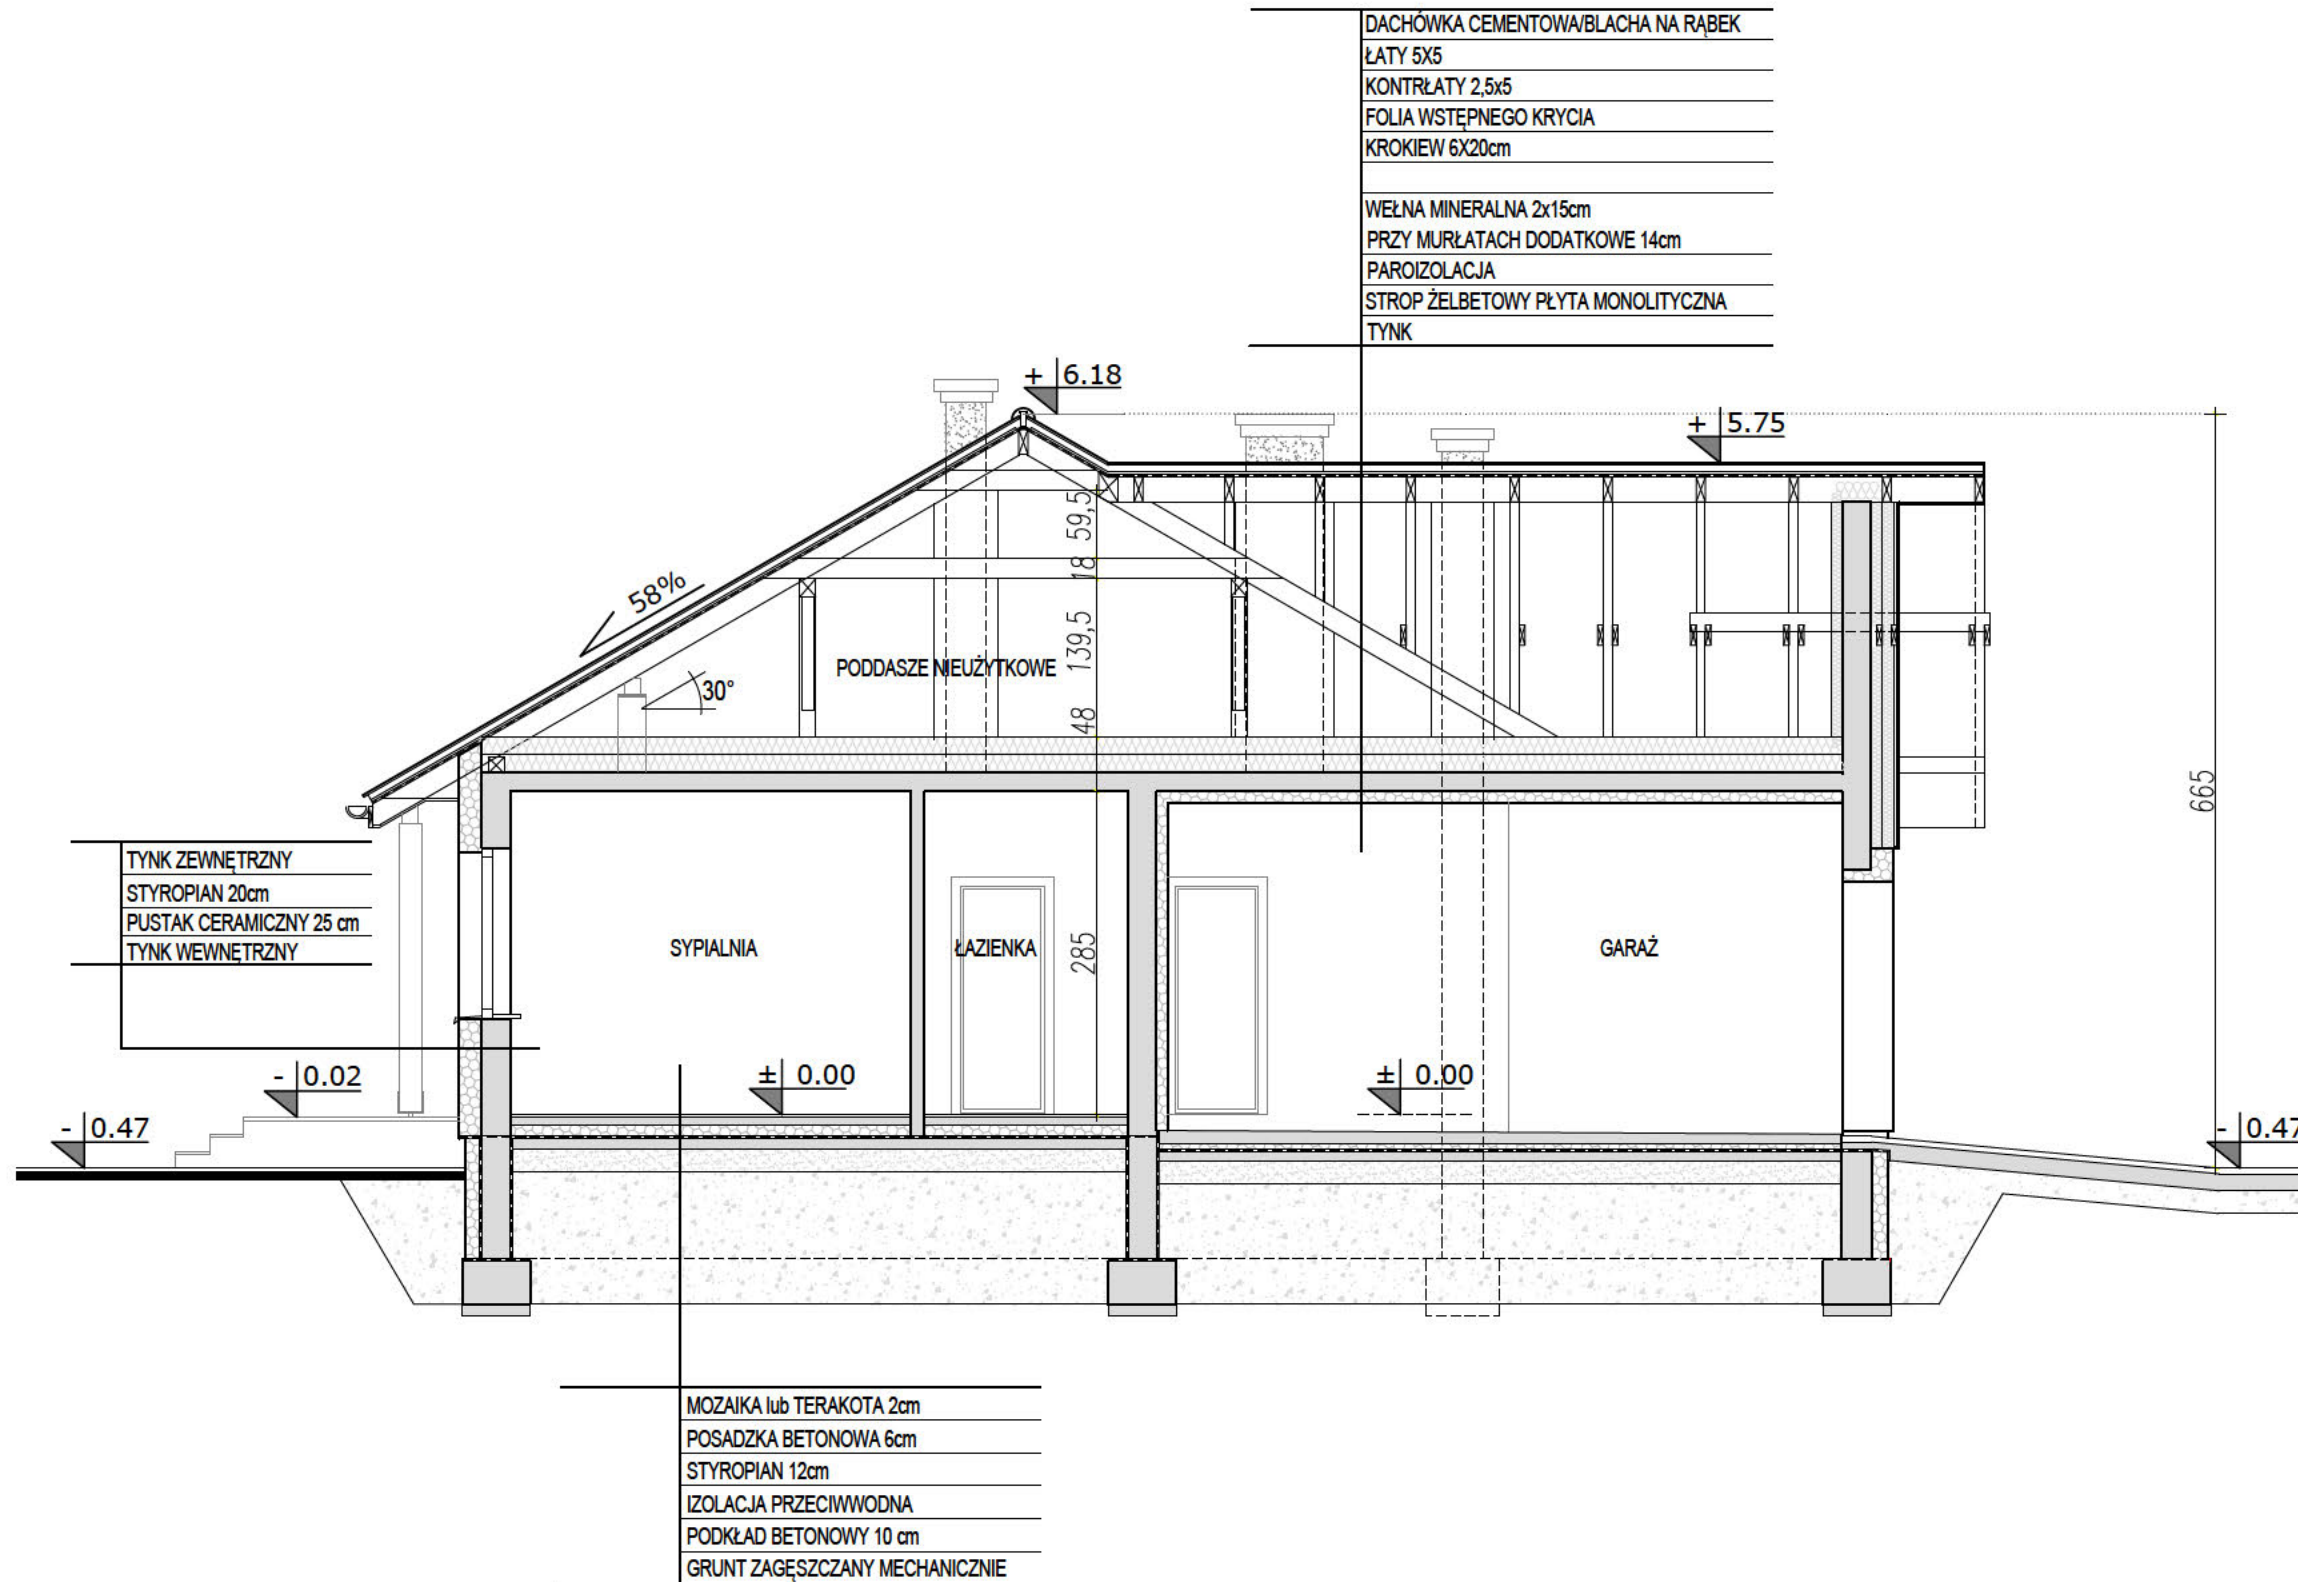 DACHÓWKA CEMENTOWA/BLACHA NA RĄBEK
ŁATY 5X5
KONTRŁATY 2,5x5
FOLIA WSTĘPNEGO KRYCIA
KROKIEW 6X20cm
WEŁNA MINERALNA 2x15cm
PRZY MURŁATACH DODATKOWE 14cm
PAROIZOLACJA
STROP ŻELBETOWY PŁYTA MONOLITYCZNA
TYNK
+ 6.18
+ 5.75
59,5
18
58%
139,5
PODDASZE NIEUŻYTKOWE
30°
48
665
TYNK ZEWNĘTRZNY
STYROPIAN 20cm
PUSTAK CERAMICZNY 25 cm
TYNK WEWNĘTRZNY
SYPIALNIA
ŁAZIENKA
285
GARAŻ
- 0.02
± 0.00
± 0.00
- 0.47
- 0.47
MOZAIKA lub TERAKOTA 2cm
POSADZKA BETONOWA 6cm
STYROPIAN 12cm
IZOLACJA PRZECIWWODNA
PODKŁAD BETONOWY 10 cm
GRUNT ZAGĘSZCZANY MECHANICZNIE